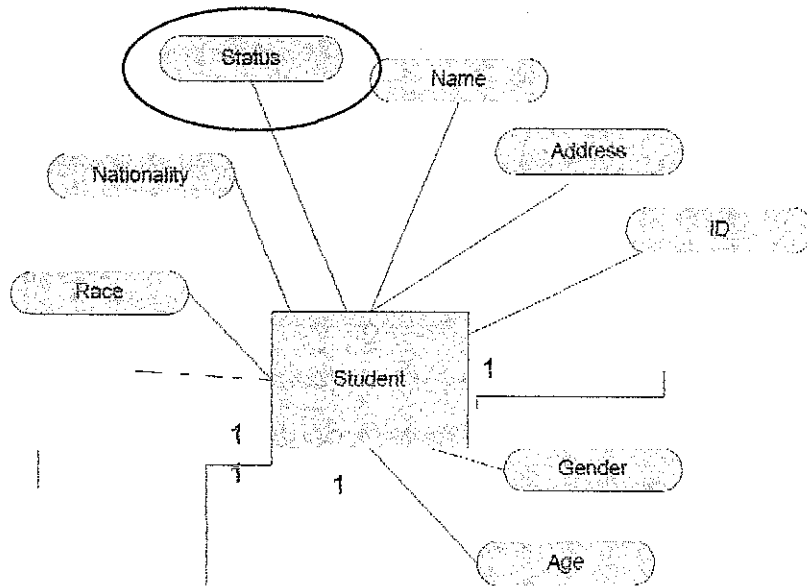 Status
Name
Address
Nationality
ID
Race
Student
1
1
1
1
Gender
Age